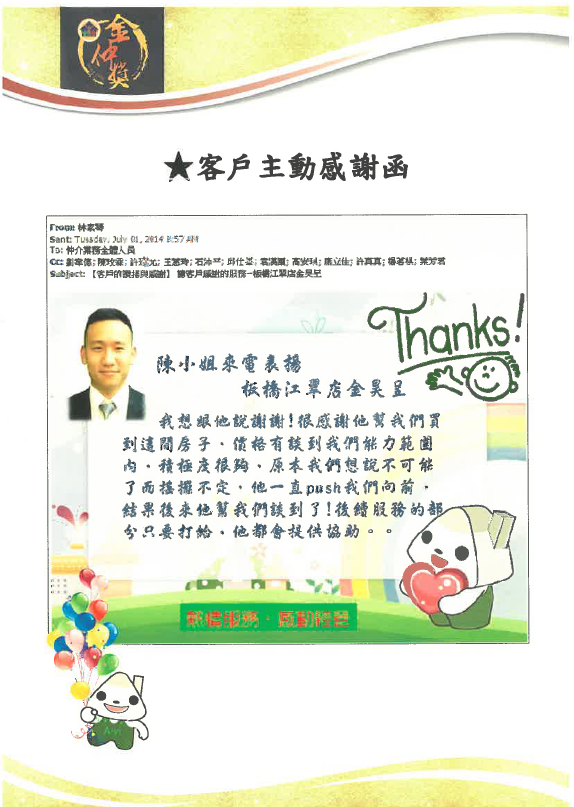 金仲獎
★客戶主動感謝函
From: 林家琴
Sent: Tuesday, July 01, 2014 8:57 AM
To: 仲介業務全體人員
Subject: 【客戶的讚揚與感謝】 讓客戶感謝的服務-板橋江翠店金昊呈
Thanks!
陳小姐來電表揚
板橋江翠店金昊呈
我想跟他說謝謝!很感謝他幫我們買
到這間房子，價格有談到我們能力範圍
內，積極度很夠，原本我們想說不可能
了而搖擺不定，他一直push我們向前，
結果後來他幫我們談到了!後續服務的部
分只要打給，他都會提供協助。。